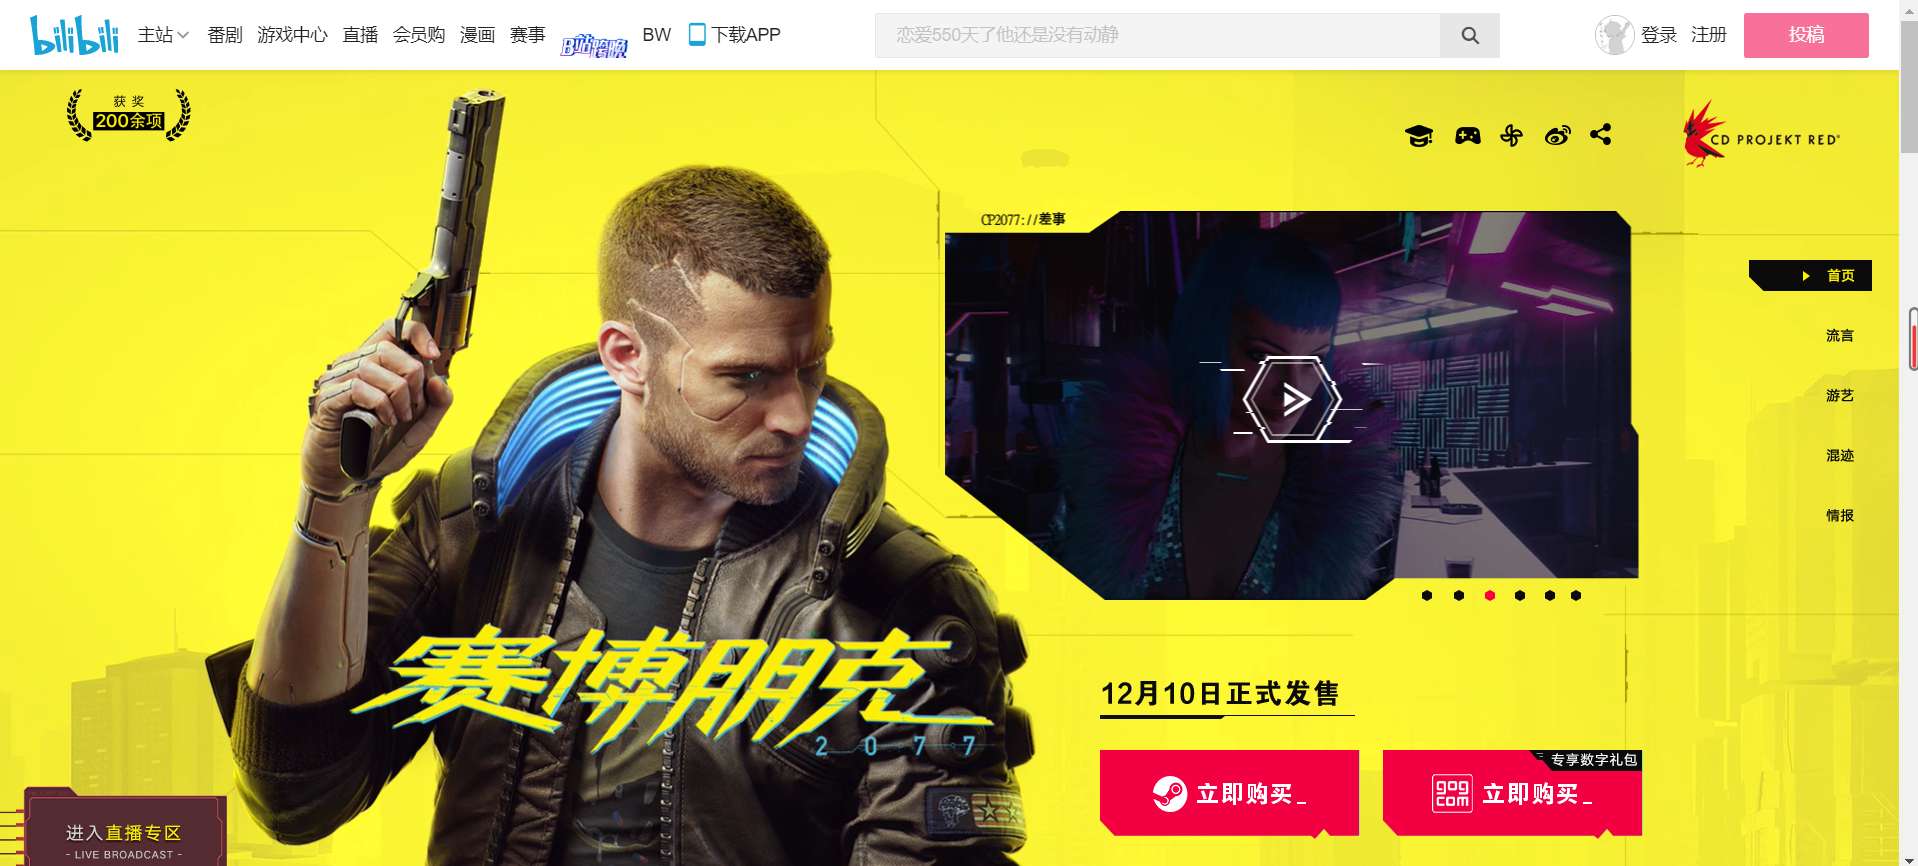 bilibili 主站 番剧 游戏中心 直播 会员购 漫画 赛事 B站跨晚 BW 下载APP 恋爱550天了他还是没有动静 登录 注册 投稿
获奖
200余项
CD PROJEKT RED®
CP2077://差事
首页
流言
游艺
混迹
情报
赛博朋克
2077
12月10日正式发售
专享数字礼包
立即购买_
GOG COM 立即购买_
进入直播专区
- LIVE BROADCAST -